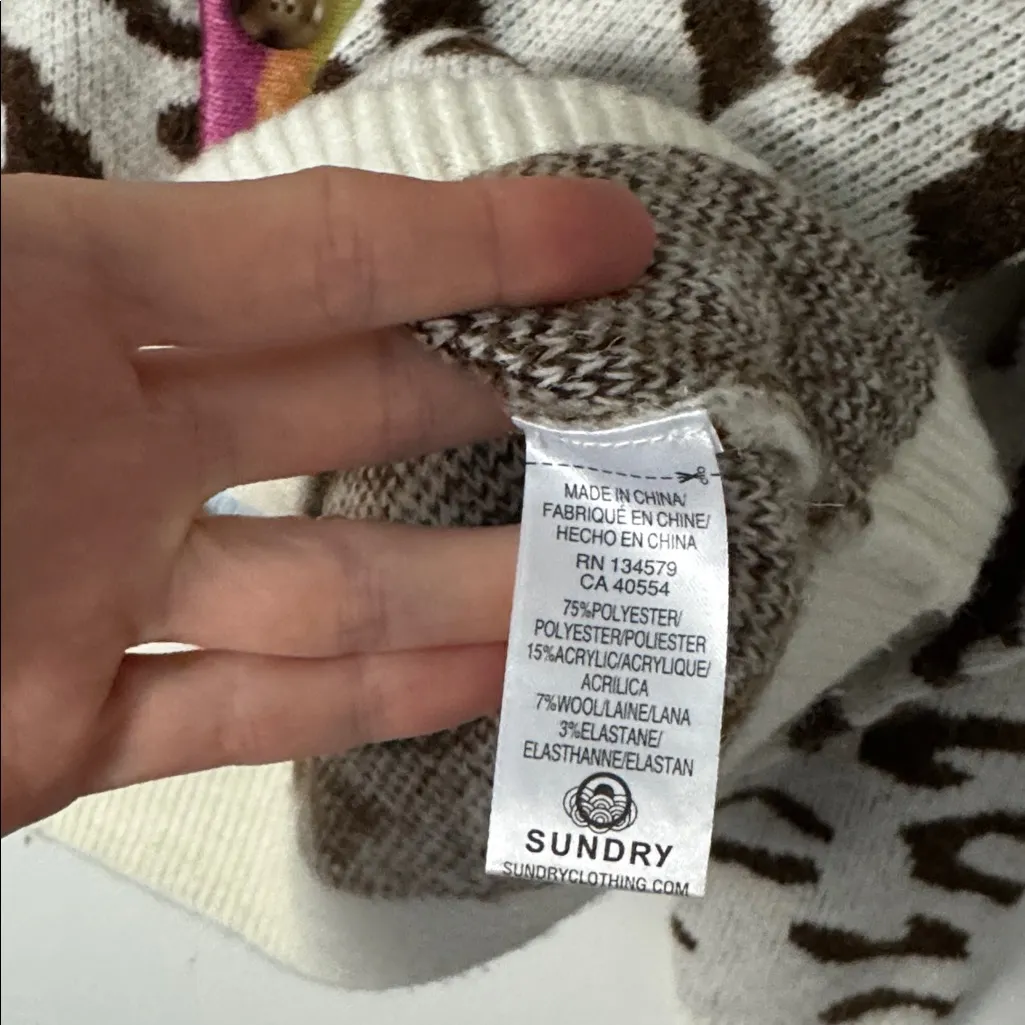 MADE IN CHINA/
FABRIQUÉ EN CHINE/
HECHO EN CHINA
RN 134579
CA 40554
75%POLYESTER/
POLYESTER/POLIESTER
15%ACRYLIC/ACRYLIQUE/
ACRILICA
7%WOOL/LAINE/LANA
3%ELASTANE/
ELASTHANNE/ELASTAN
SUNDRY
SUNDRYCLOTHING.COM